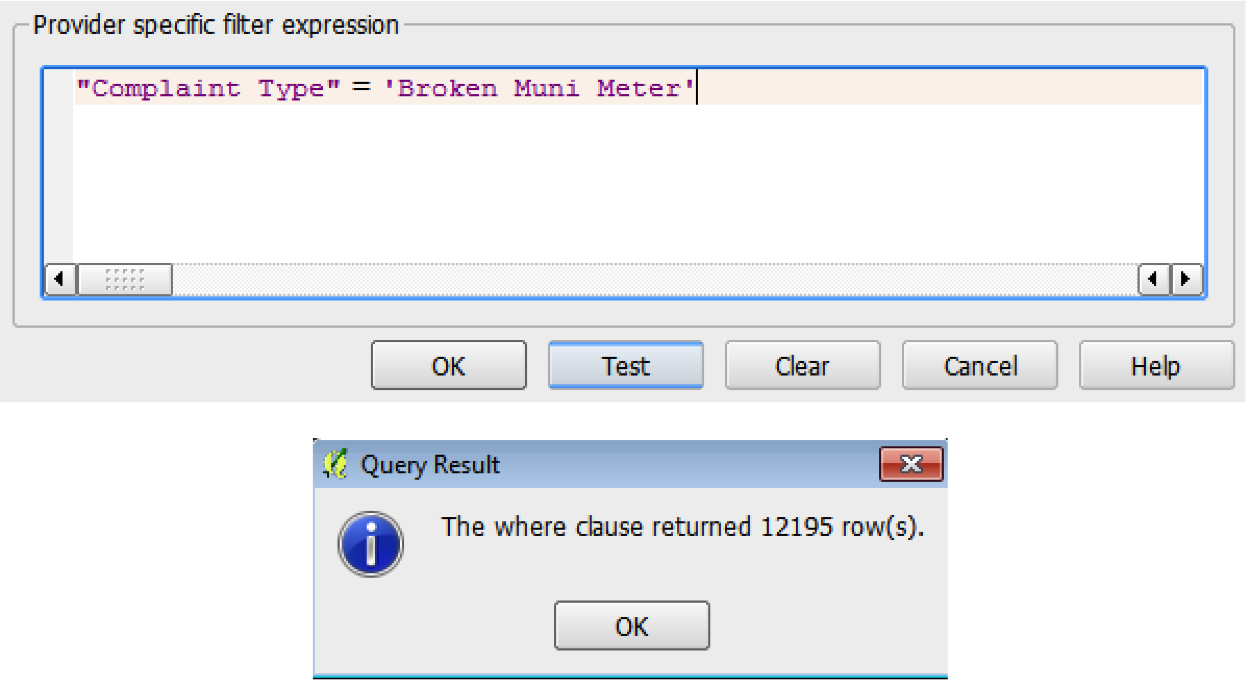 Provider specific filter expression
"Complaint Type" = 'Broken Muni Meter'
OK Test Clear Cancel Help
Query Result
The where clause returned 12195 row(s).
OK